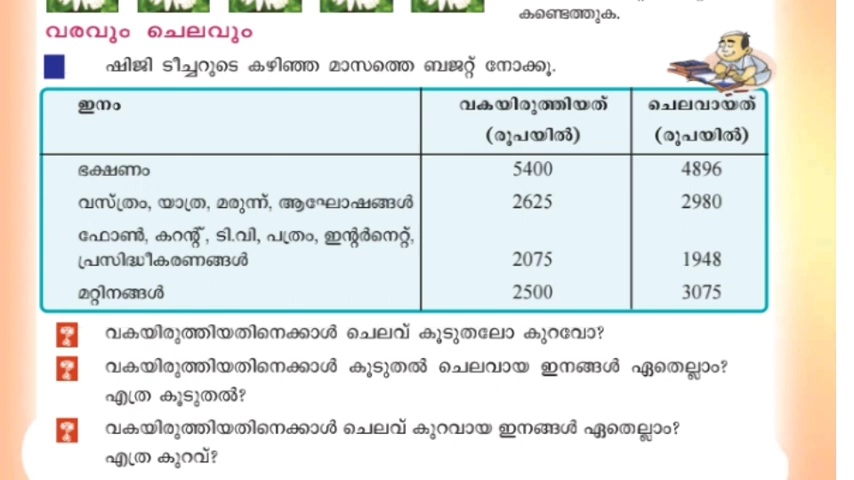 കണ്ടെത്തുക.
വരവും ചെലവും
ഷിജി ടീച്ചറുടെ കഴിഞ്ഞ മാസത്തെ ബജറ്റ് നോക്കൂ.
ഇനം വകയിരുത്തിയത് ചെലവായത്
(രൂപയിൽ) (രൂപയിൽ)
ഭക്ഷണം 5400 4896
വസ്ത്രം, യാത്ര, മരുന്ന്, ആഘോഷങ്ങൾ 2625 2980
ഫോൺ, കറന്റ്, ടി.വി, പത്രം, ഇന്റർനെറ്റ്,
പ്രസിദ്ധീകരണങ്ങൾ 2075 1948
മറ്റിനങ്ങൾ 2500 3075
വകയിരുത്തിയതിനെക്കാൾ ചെലവ് കൂടുതലോ കുറവോ?
വകയിരുത്തിയതിനെക്കാൾ കൂടുതൽ ചെലവായ ഇനങ്ങൾ ഏതെല്ലാം?
എത്ര കൂടുതൽ?
വകയിരുത്തിയതിനെക്കാൾ ചെലവ് കുറവായ ഇനങ്ങൾ ഏതെല്ലാം?
എത്ര കുറവ്?